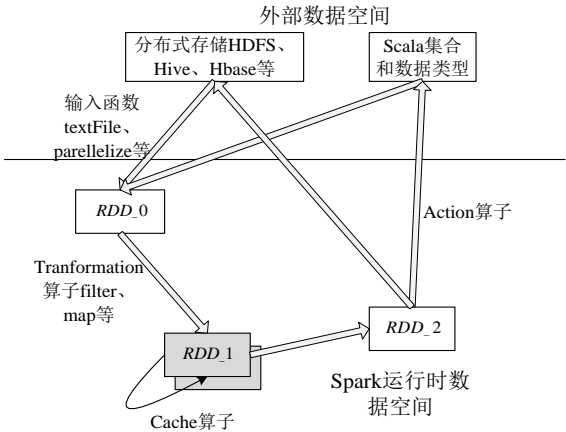 外部数据空间
分布式存储HDFS、
Hive、Hbase等
Scala集合
和数据类型
输入函数
textFile、
parellelize等
RDD_0
Action算子
Tranformation
算子filter、
map等
RDD_1
RDD_2
Cache算子
Spark运行时数
据空间